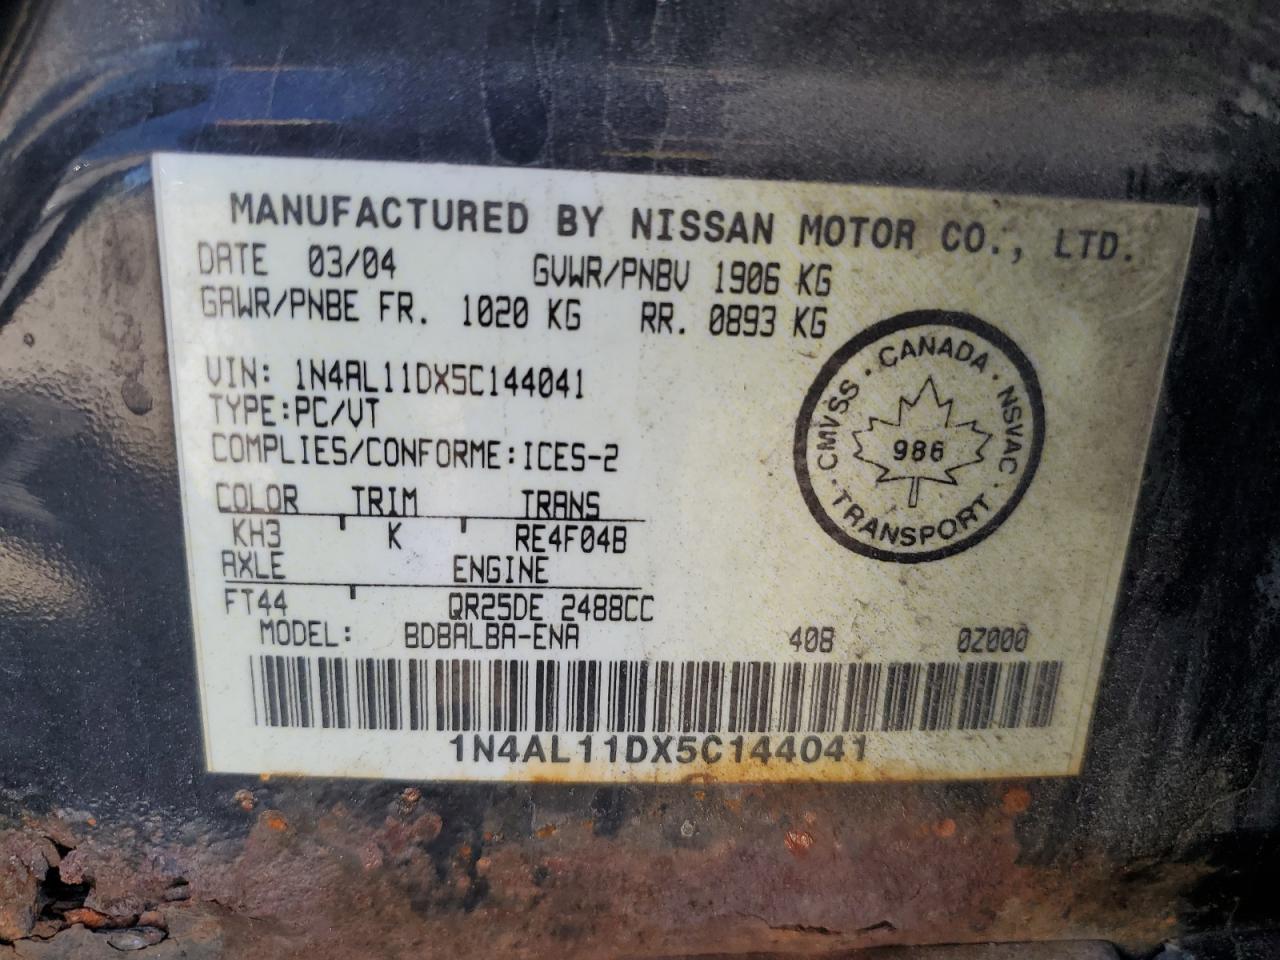 MANUFACTURED BY NISSAN MOTOR CO., LTD.
DATE 03/04 GVWR/PNBV 1906 KG
GAWR/PNBE FR. 1020 KG RR. 0893 KG
VIN: 1N4AL11DX5C144041
TYPE:PC/VT
COMPLIES/CONFORME:ICES-2
COLOR TRIM TRANS
KH3 K RE4F04B
AXLE ENGINE
FT44 QR25DE 2488CC
MODEL: BDBALBA-ENA 40B 0Z000
1N4AL11DX5C144041
CMVSS · CANADA · NSVAC · TRANSPORT ·
986